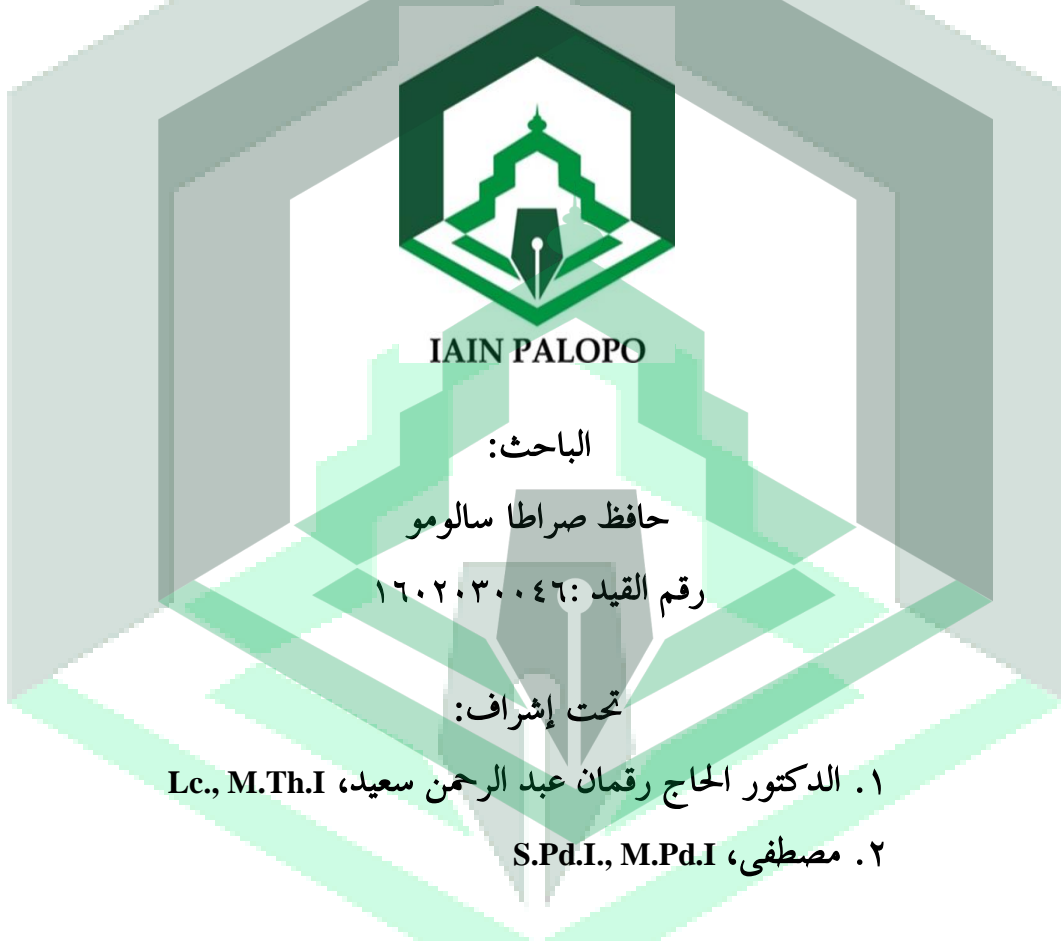 IAIN PALOPO
الباحث:
حافظ صراطا سالومو
رقم القيد :١٦٠٢٠٣٠٠٤٦
تحت إشراف:
١. الدكتور الحاج رقمان عبد الرحمن سعيد، Lc., M.Th.I
٢. مصطفى، S.Pd.I., M.Pd.I